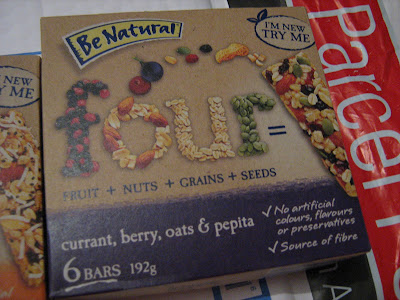 Be Natural
I'M NEW
TRY ME
four =
FRUIT + NUTS + GRAINS + SEEDS
currant, berry, oats & pepita
6 BARS 192g
✓ No artificial
colours, flavours
or preservatives
✓ Source of fibre
M NEW
Y ME
Parcel